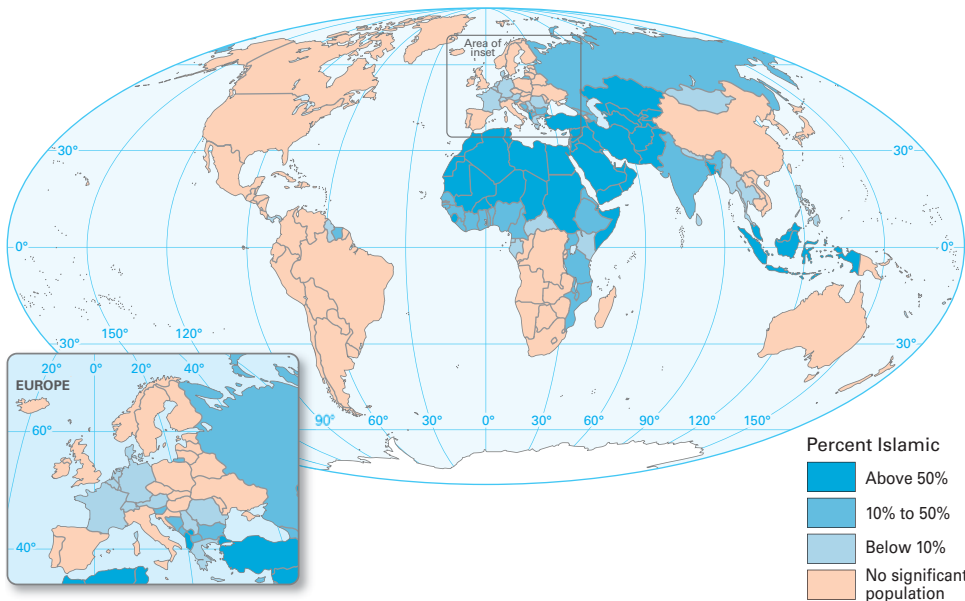 Area of
inset
30°
30°
0°
0°
30°
30°
150°
120°
90°
60°
30°
0°
30°
60°
90°
120°
150°
20°
0°
20°
40°
EUROPE
60°
40°
Percent Islamic
Above 50%
10% to 50%
Below 10%
No significant
population